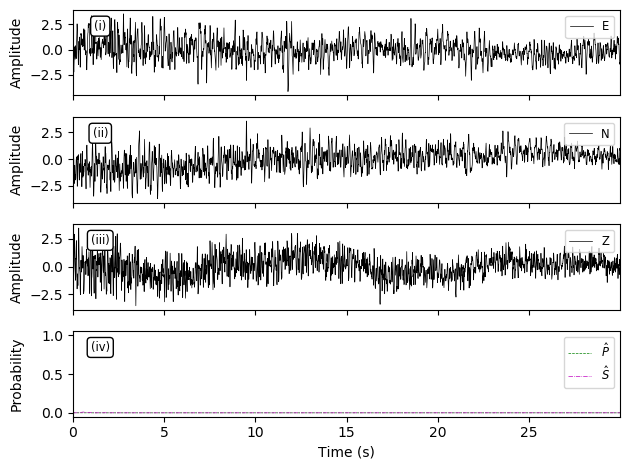 Amplitude
2.5
0.0
−2.5
(i)
E
Amplitude
2.5
0.0
−2.5
(ii)
N
Amplitude
2.5
0.0
−2.5
(iii)
Z
Probability
1.0
0.5
0.0
(iv)
P̂
Ŝ
0 5 10 15 20 25
Time (s)